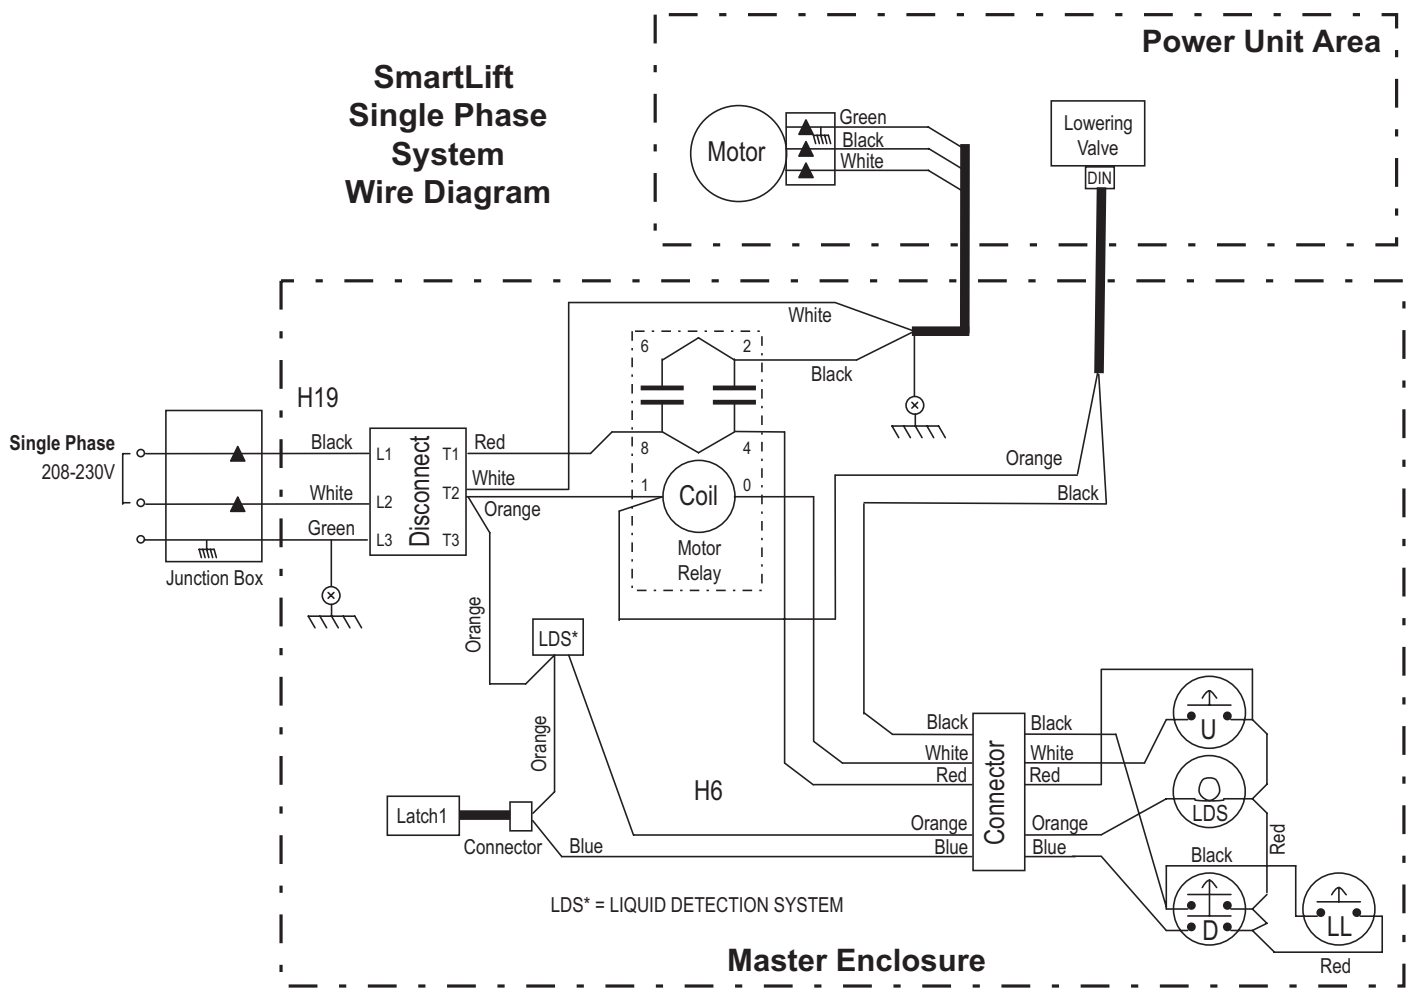 Power Unit Area
SmartLift
Single Phase
System
Wire Diagram
Motor
Green
Black
White
Lowering
Valve
DIN
White
6
2
Black
H19
Single Phase
208-230V
Black
White
Green
Junction Box
L1
L2
L3
Disconnect
T1
T2
T3
Red
White
Orange
8
4
1
Coil
0
Motor
Relay
Orange
Black
Orange
LDS*
Orange
Latch1
Connector
Blue
H6
Black
White
Red
Orange
Blue
Connector
Black
White
Red
Orange
Blue
U
LDS
Red
Black
D
LL
Red
LDS* = LIQUID DETECTION SYSTEM
Master Enclosure